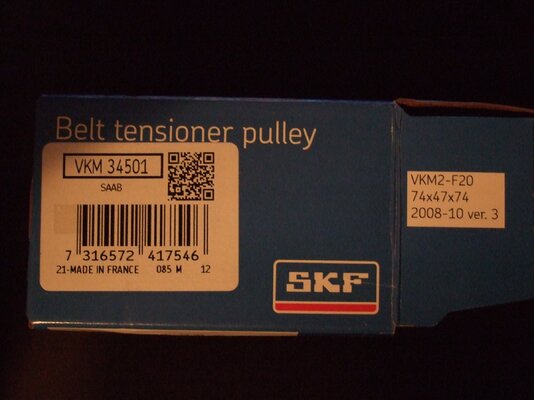 Belt tensioner pulley
VKM 34501
SAAB
7 316572 417546
21-MADE IN FRANCE 085 M 12
SKF
VKM2-F20
74x47x74
2008-10 ver. 3